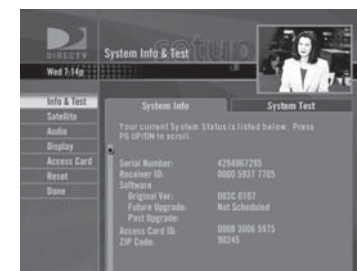 DIRECTV
setup
System Info & Test
Wed 7:14p
Info & Test
Satellite
Audio
Display
Access Card
Reset
Done
System Info
System Test
Your current System Status is listed below. Press
PG UP/DN to scroll.
Serial Number: 4294967295
Receiver ID: 0000 5937 7705
Software
Original Ver: 003C 0107
Future Upgrade: Not Scheduled
Past Upgrade:
Access Card ID: 0008 3006 5975
ZIP Code: 90245